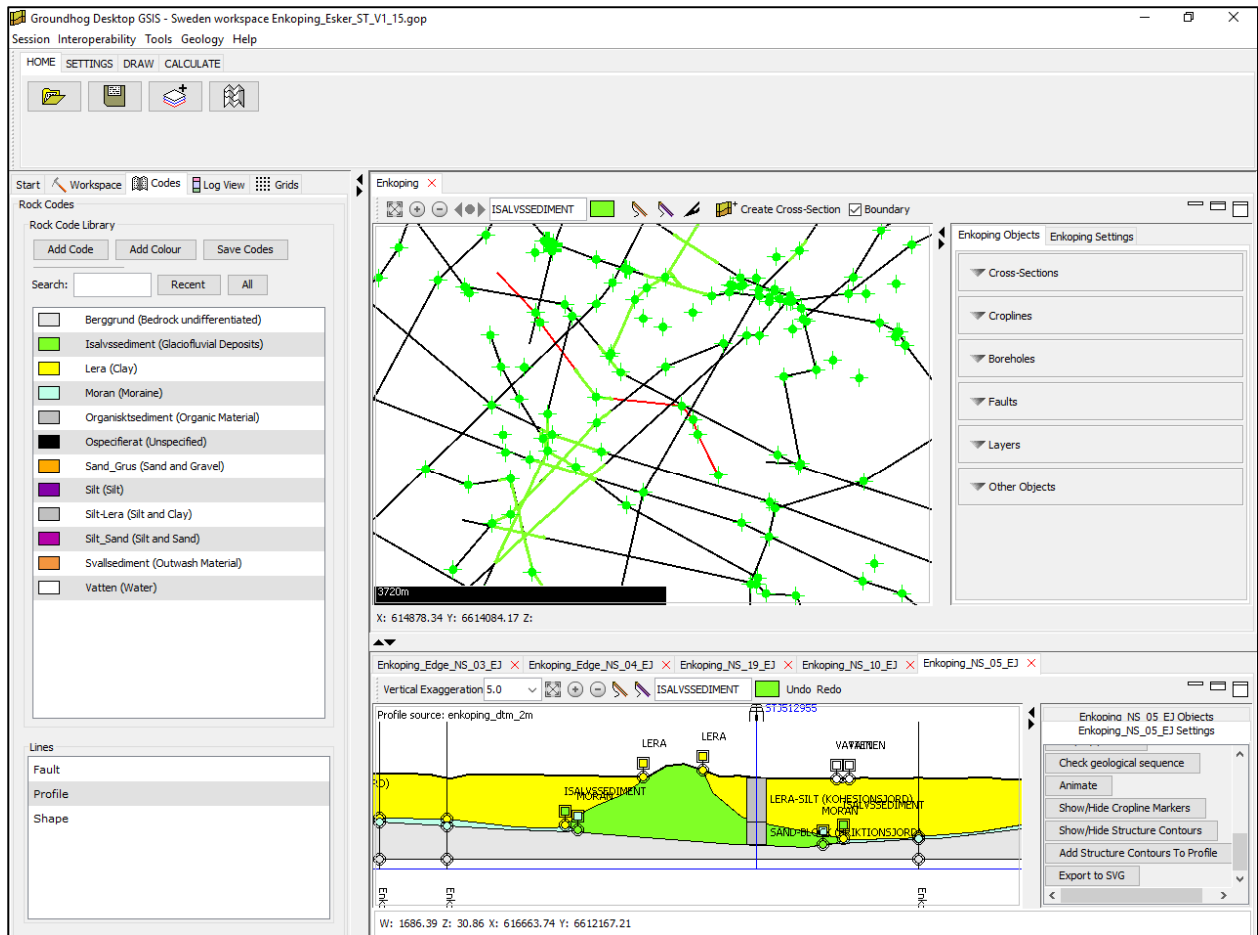 Groundhog Desktop GSIS - Sweden workspace Enkoping_Esker_ST_V1_15.gop
Session Interoperability Tools Geology Help
HOME SETTINGS DRAW CALCULATE
Start Workspace Codes Log View Grids
Rock Codes
Rock Code Library
Add Code Add Colour Save Codes
Search: Recent All
Berggrund (Bedrock undifferentiated)
Isalvssediment (Glaciofluvial Deposits)
Lera (Clay)
Moran (Moraine)
Organisktsediment (Organic Material)
Ospecifierat (Unspecified)
Sand_Grus (Sand and Gravel)
Silt (Silt)
Silt-Lera (Silt and Clay)
Silt_Sand (Silt and Sand)
Svallsediment (Outwash Material)
Vatten (Water)
Lines
Fault
Profile
Shape
Enkoping
ISALVSSEDIMENT Create Cross-Section Boundary
3720m
X: 614878.34 Y: 6614084.17 Z:
Enkoping Objects Enkoping Settings
Cross-Sections
Croplines
Boreholes
Faults
Layers
Other Objects
Enkoping_Edge_NS_03_EJ Enkoping_Edge_NS_04_EJ Enkoping_NS_19_EJ Enkoping_NS_10_EJ Enkoping_NS_05_EJ
Vertical Exaggeration 5.0 ISALVSSEDIMENT Undo Redo
Profile source: enkoping_dtm_2m
STJ512955
LERA
LERA
VATTEN
ISALVSSEDIMENT
MORAN
LERA-SILT (KOHESIONSJORD)
ISALVSSEDIMENT
MORAN
SAND-BLOCK (FRIKTIONSJORD)
Enko
Enko
Enko
W: 1686.39 Z: 30.86 X: 616663.74 Y: 6612167.21
Enkoping_NS_05_EJ Objects
Enkoping_NS_05_EJ Settings
Check geological sequence
Animate
Show/Hide Cropline Markers
Show/Hide Structure Contours
Add Structure Contours To Profile
Export to SVG